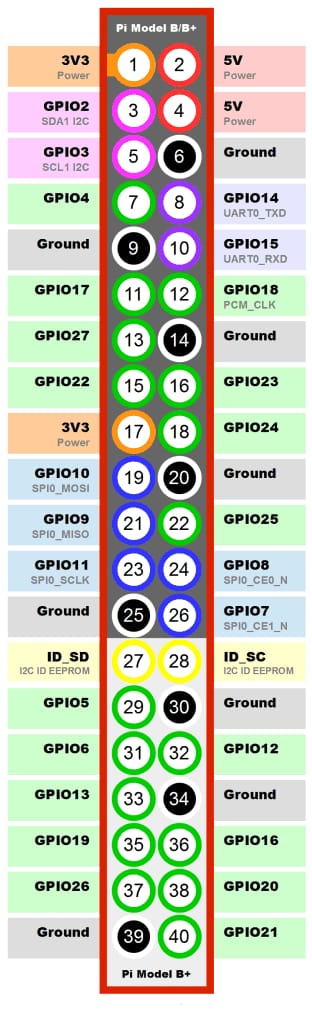 Pi Model B/B+
3V3 1 2 5V
Power Power
GPIO2 3 4 5V
SDA1 I2C Power
GPIO3 5 6 Ground
SCL1 I2C
GPIO4 7 8 GPIO14
UART0_TXD
Ground 9 10 GPIO15
UART0_RXD
GPIO17 11 12 GPIO18
PCM_CLK
GPIO27 13 14 Ground
GPIO22 15 16 GPIO23
3V3 17 18 GPIO24
Power
GPIO10 19 20 Ground
SPI0_MOSI
GPIO9 21 22 GPIO25
SPI0_MISO
GPIO11 23 24 GPIO8
SPI0_SCLK SPI0_CE0_N
Ground 25 26 GPIO7
SPI0_CE1_N
ID_SD 27 28 ID_SC
I2C ID EEPROM I2C ID EEPROM
GPIO5 29 30 Ground
GPIO6 31 32 GPIO12
GPIO13 33 34 Ground
GPIO19 35 36 GPIO16
GPIO26 37 38 GPIO20
Ground 39 40 GPIO21
Pi Model B+